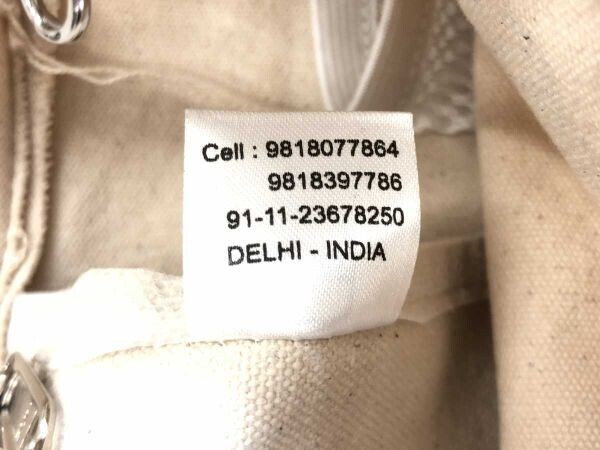 Cell : 9818077864
9818397786
91-11-23678250
DELHI - INDIA